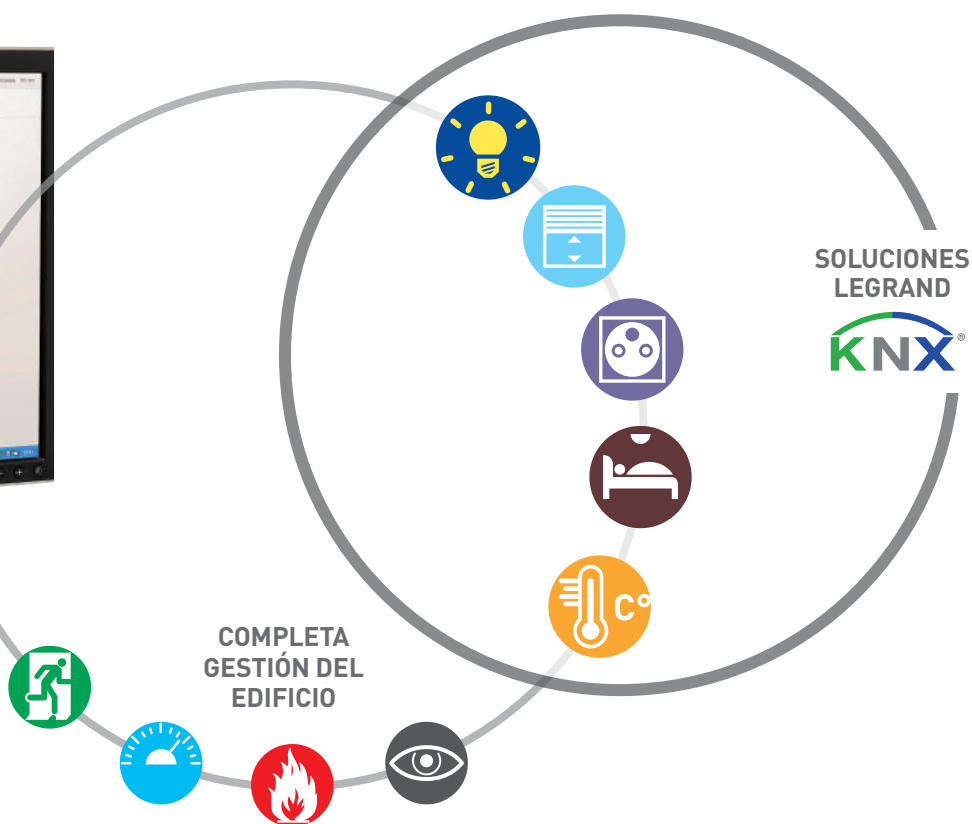 SOLUCIONES
LEGRAND
KNX®
C°
COMPLETA
GESTIÓN DEL
EDIFICIO